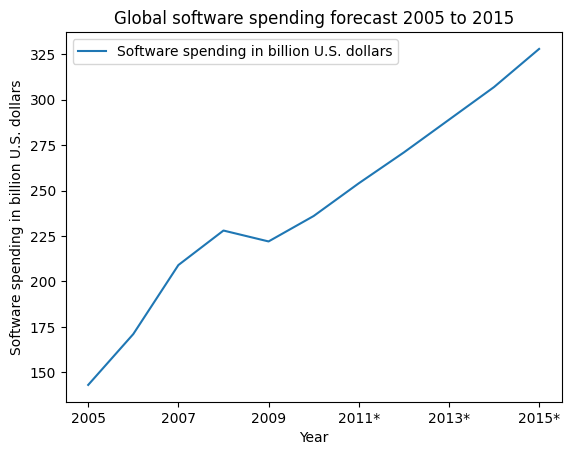 Global software spending forecast 2005 to 2015
Software spending in billion U.S. dollars
Software spending in billion U.S. dollars
325
300
275
250
225
200
175
150
2005 2007 2009 2011* 2013* 2015*
Year